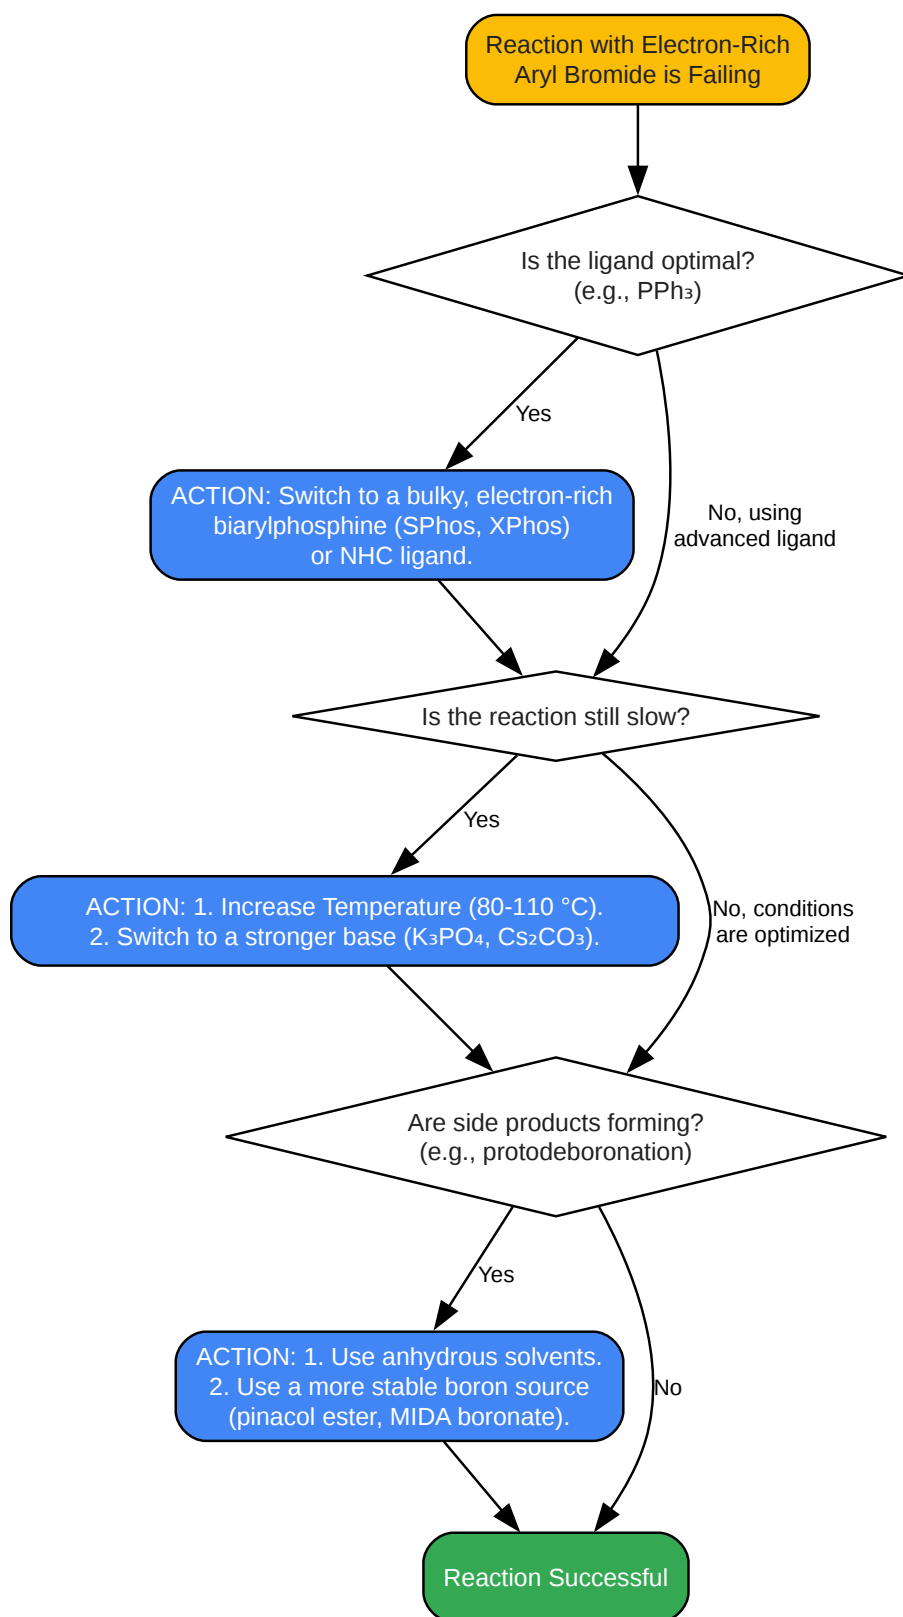 Reaction with Electron-Rich
Aryl Bromide is Failing
Is the ligand optimal?
(e.g., PPh₃)
Yes
No, using
advanced ligand
ACTION: Switch to a bulky, electron-rich
biarylphosphine (SPhos, XPhos)
or NHC ligand.
Is the reaction still slow?
Yes
No, conditions
are optimized
ACTION: 1. Increase Temperature (80-110 °C).
2. Switch to a stronger base (K₃PO₄, Cs₂CO₃).
Are side products forming?
(e.g., protodeboronation)
Yes
No
ACTION: 1. Use anhydrous solvents.
2. Use a more stable boron source
(pinacol ester, MIDA boronate).
Reaction Successful